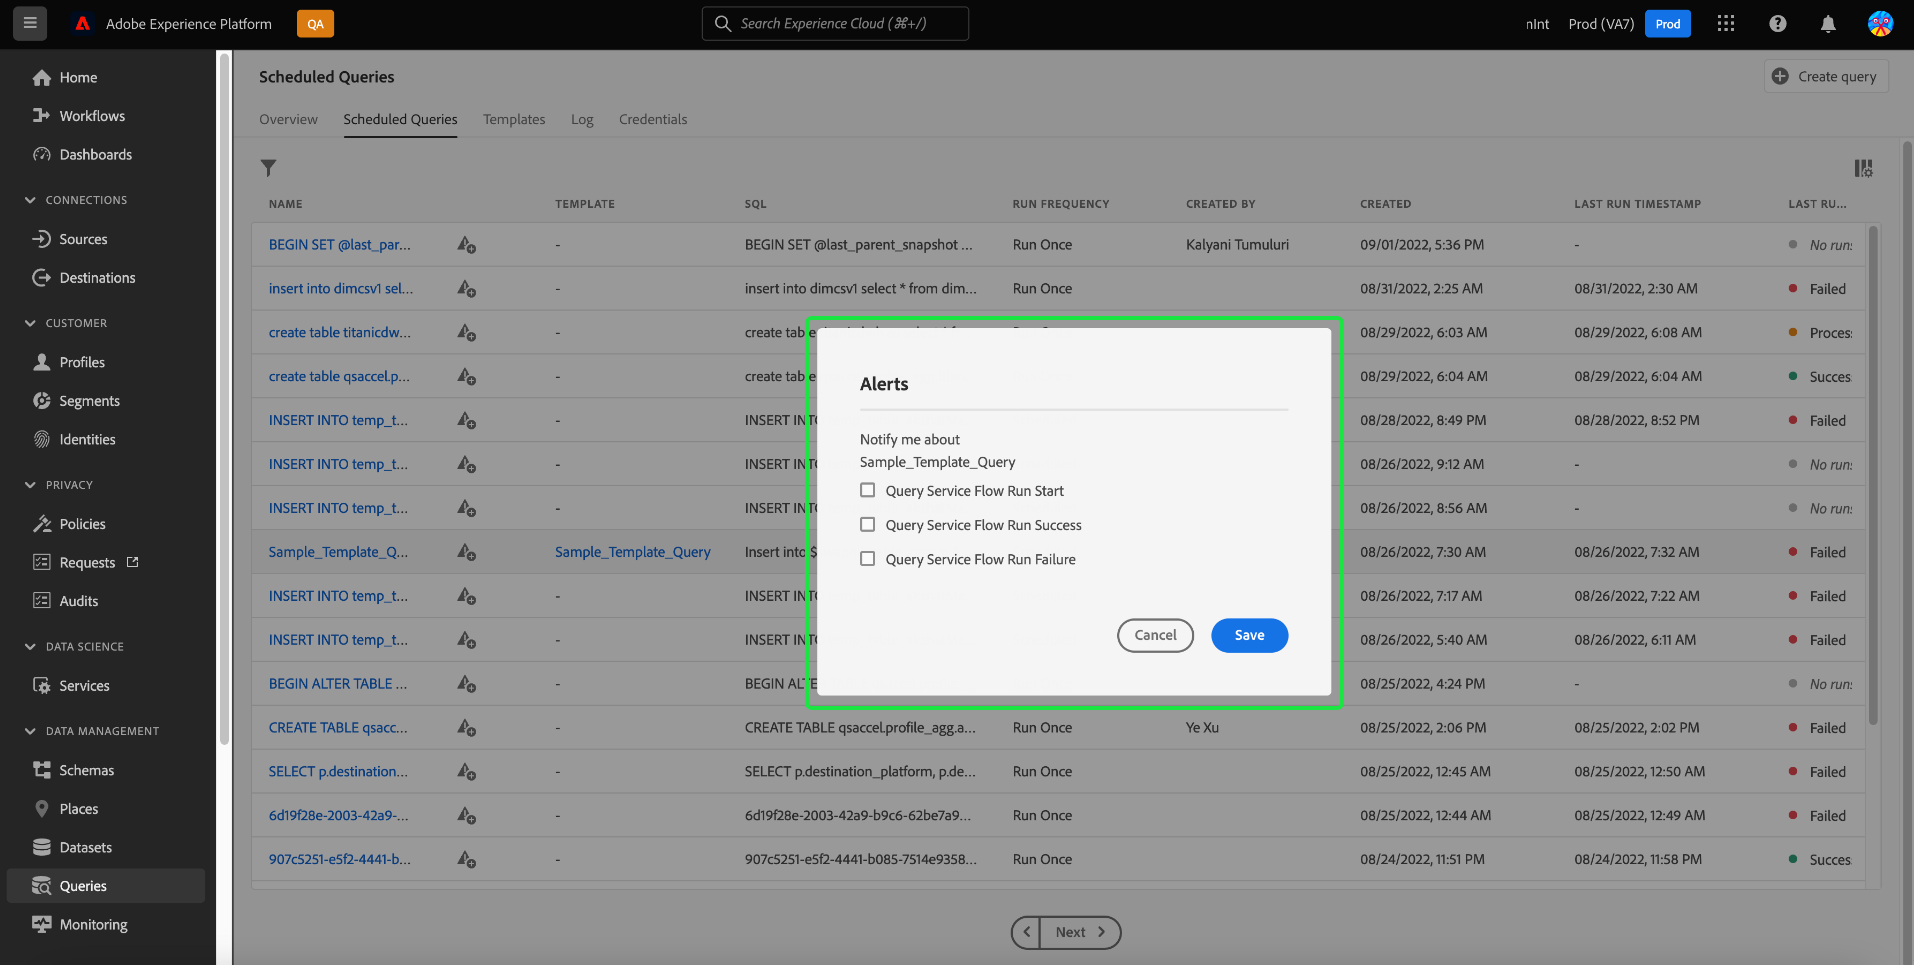 Adobe Experience Platform QA Search Experience Cloud (⌘+/) nInt Prod (VA7) Prod
Home
Workflows
Dashboards
CONNECTIONS
Sources
Destinations
CUSTOMER
Profiles
Segments
Identities
PRIVACY
Policies
Requests
Audits
DATA SCIENCE
Services
DATA MANAGEMENT
Schemas
Places
Datasets
Queries
Monitoring
Scheduled Queries Create query
Overview Scheduled Queries Templates Log Credentials
NAME TEMPLATE SQL RUN FREQUENCY CREATED BY CREATED LAST RUN TIMESTAMP LAST RU...
BEGIN SET @last_par... - BEGIN SET @last_parent_snapshot ... Run Once Kalyani Tumuluri 09/01/2022, 5:36 PM - No runs
insert into dimcsv1 sel... - insert into dimcsv1 select * from dim... Run Once 08/31/2022, 2:25 AM 08/31/2022, 2:30 AM Failed
create table titanicdw... - create table 08/29/2022, 6:03 AM 08/29/2022, 6:08 AM Process
create table qsaccel.p... - create table 08/29/2022, 6:04 AM 08/29/2022, 6:04 AM Succes
INSERT INTO temp_t... - INSERT INTO 08/28/2022, 8:49 PM 08/28/2022, 8:52 PM Failed
INSERT INTO temp_t... - INSERT INTO 08/26/2022, 9:12 AM - No runs
INSERT INTO temp_t... - INSERT INTO 08/26/2022, 8:56 AM - No runs
Sample_Template_Q... Sample_Template_Query Insert into $ 08/26/2022, 7:30 AM 08/26/2022, 7:32 AM Failed
INSERT INTO temp_t... - INSERT INTO 08/26/2022, 7:17 AM 08/26/2022, 7:22 AM Failed
INSERT INTO temp_t... - INSERT INTO 08/26/2022, 5:40 AM 08/26/2022, 6:11 AM Failed
BEGIN ALTER TABLE ... - BEGIN ALTE 08/25/2022, 4:24 PM - No runs
CREATE TABLE qsacc... - CREATE TABLE qsaccel.profile_agg.a... Run Once Ye Xu 08/25/2022, 2:06 PM 08/25/2022, 2:02 PM Failed
SELECT p.destination... - SELECT p.destination_platform, p.de... Run Once 08/25/2022, 12:45 AM 08/25/2022, 12:50 AM Failed
6d19f28e-2003-42a9-... - 6d19f28e-2003-42a9-b9c6-62be7a9... Run Once 08/25/2022, 12:44 AM 08/25/2022, 12:49 AM Failed
907c5251-e5f2-4441-b... - 907c5251-e5f2-4441-b085-7514e9358... Run Once 08/24/2022, 11:51 PM 08/24/2022, 11:58 PM Succes
Alerts
Notify me about
Sample_Template_Query
Query Service Flow Run Start
Query Service Flow Run Success
Query Service Flow Run Failure
Cancel Save
Next